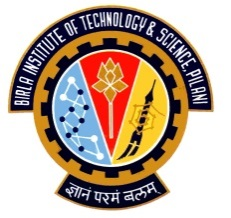 BIRLA INSTITUTE OF TECHNOLOGY & SCIENCE, PILANI
ज्ञानं परमं बलम्